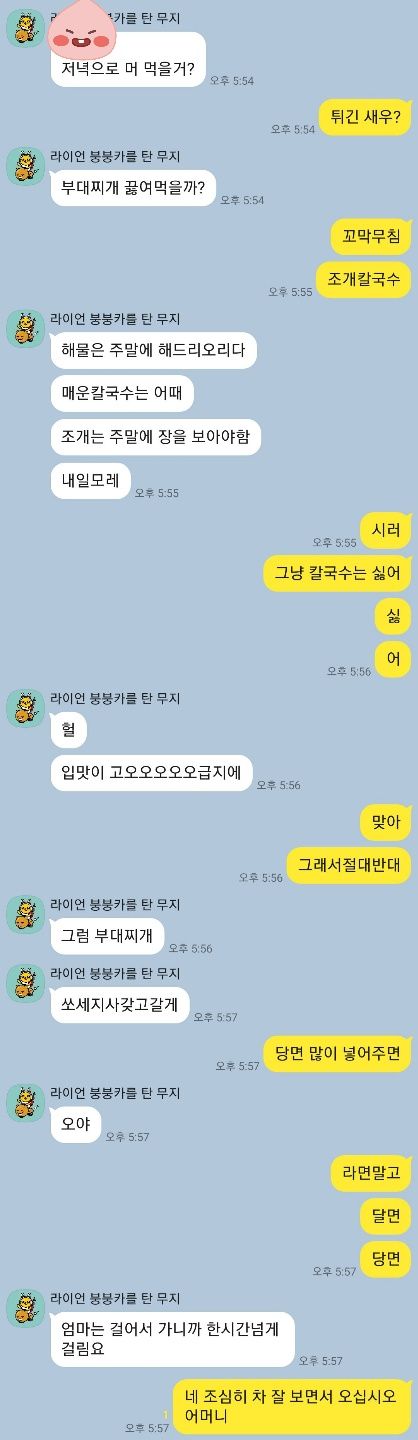 저녁으로 머 먹을거?
오후 5:54
튀긴 새우?
오후 5:54
라이언 붕붕카를 탄 무지
부대찌개 끓여먹을까?
오후 5:54
꼬막무침
조개칼국수
오후 5:55
라이언 붕붕카를 탄 무지
해물은 주말에 해드리오리다
매운칼국수는 어때
조개는 주말에 장을 보아야함
내일모레
오후 5:55
시러
오후 5:55
그냥 칼국수는 싫어
싫
어
오후 5:56
라이언 붕붕카를 탄 무지
헐
입맛이 고오오오오오급지에
오후 5:56
맞아
그래서절대반대
오후 5:56
라이언 붕붕카를 탄 무지
그럼 부대찌개
오후 5:56
라이언 붕붕카를 탄 무지
쏘세지사갖고갈게
오후 5:57
당면 많이 넣어주면
오후 5:57
라이언 붕붕카를 탄 무지
오야
오후 5:57
라면말고
달면
당면
오후 5:57
라이언 붕붕카를 탄 무지
엄마는 걸어서 가니까 한시간넘게
걸림요
오후 5:57
네 조심히 차 잘 보면서 오십시오
어머니
1
오후 5:57